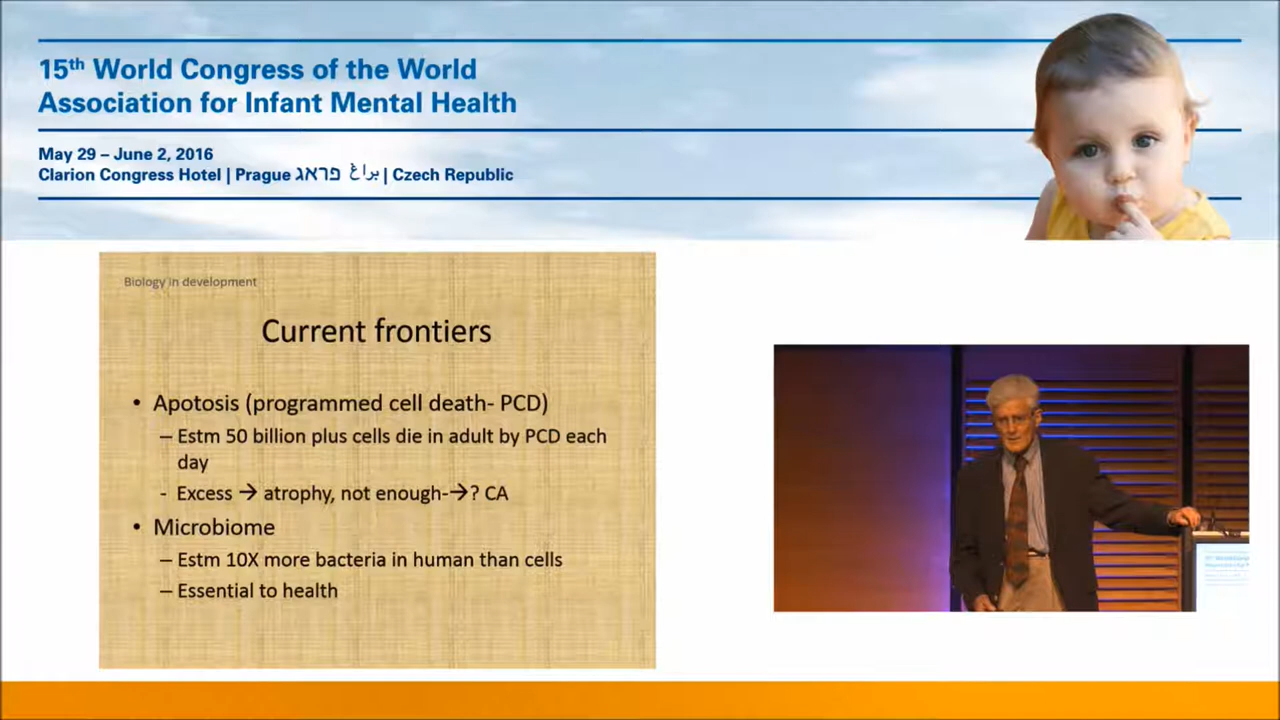 15th World Congress of the World
Association for Infant Mental Health
May 29 – June 2, 2016
Clarion Congress Hotel | Prague פראג براغ | Czech Republic
Biology in development
Current frontiers
• Apotosis (programmed cell death- PCD)
– Estm 50 billion plus cells die in adult by PCD each
day
- Excess → atrophy, not enough-→? CA
• Microbiome
– Estm 10X more bacteria in human than cells
– Essential to health